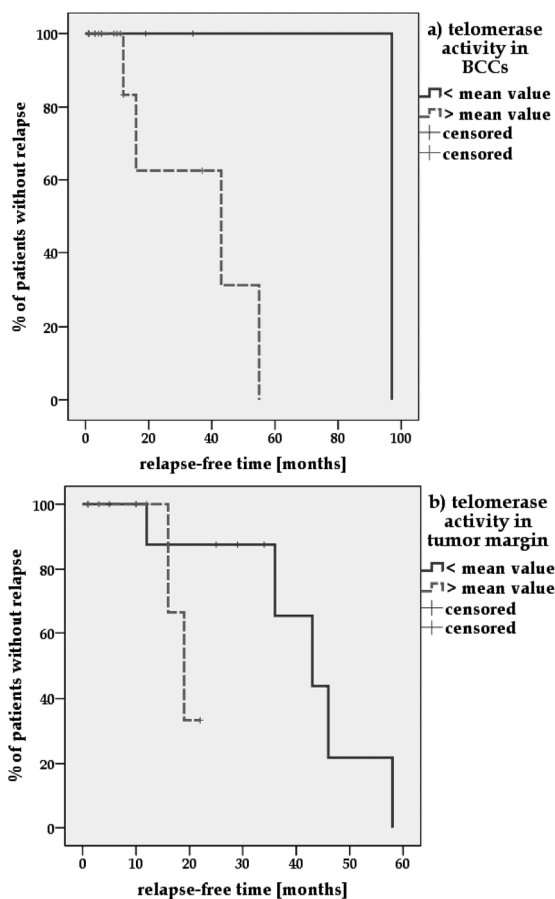 a) telomerase
activity in
BCCs
< mean value
> mean value
censored
censored
% of patients without relapse
100
80
60
40
20
0
0 20 40 60 80 100
relapse-free time [months]
b) telomerase
activity in
tumor margin
< mean value
> mean value
censored
censored
% of patients without relapse
100
80
60
40
20
0
0 10 20 30 40 50 60
relapse-free time [months]